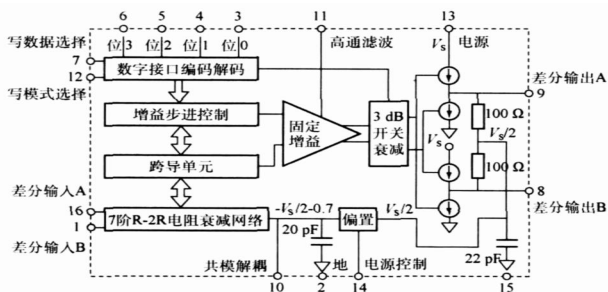 6 5 4 3 11 13
写数据选择 位3 位2 位1 位0 高通滤波 Vs 电源
7
12
数字接口编码解码
写模式选择
差分输出A
9
增益步进控制
固定
增益
3 dB
开关
衰减
100 Ω
Vs
Vs/2
100 Ω
跨导单元
8
差分输出B
差分输入A
16
1
7阶R-2R电阻衰减网络
-Vs/2-0.7
偏置
Vs/2
20 pF
22 pF
差分输入B
共模解耦 地 电源控制
10 2 14 15